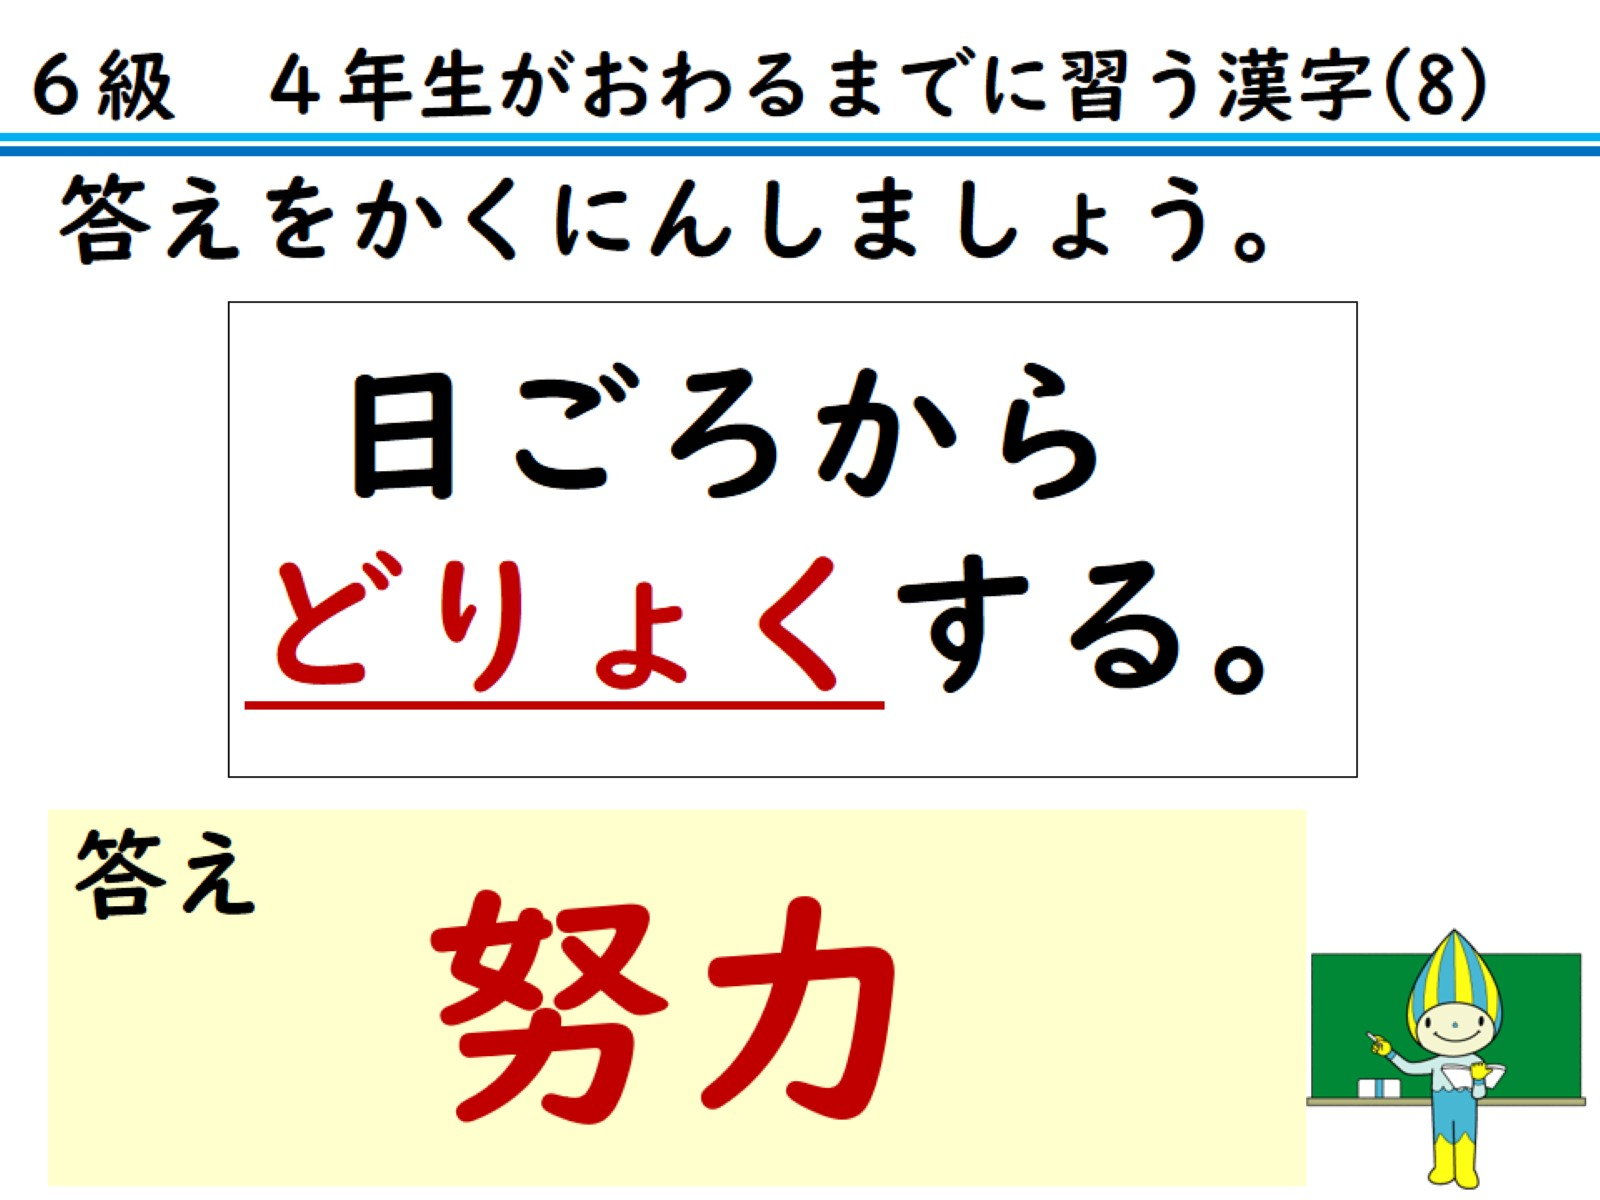 ６級　４年生がおわるまでに習う漢字(8)
答えをかくにんしましょう。
日ごろから
どりょくする。
答え
努力